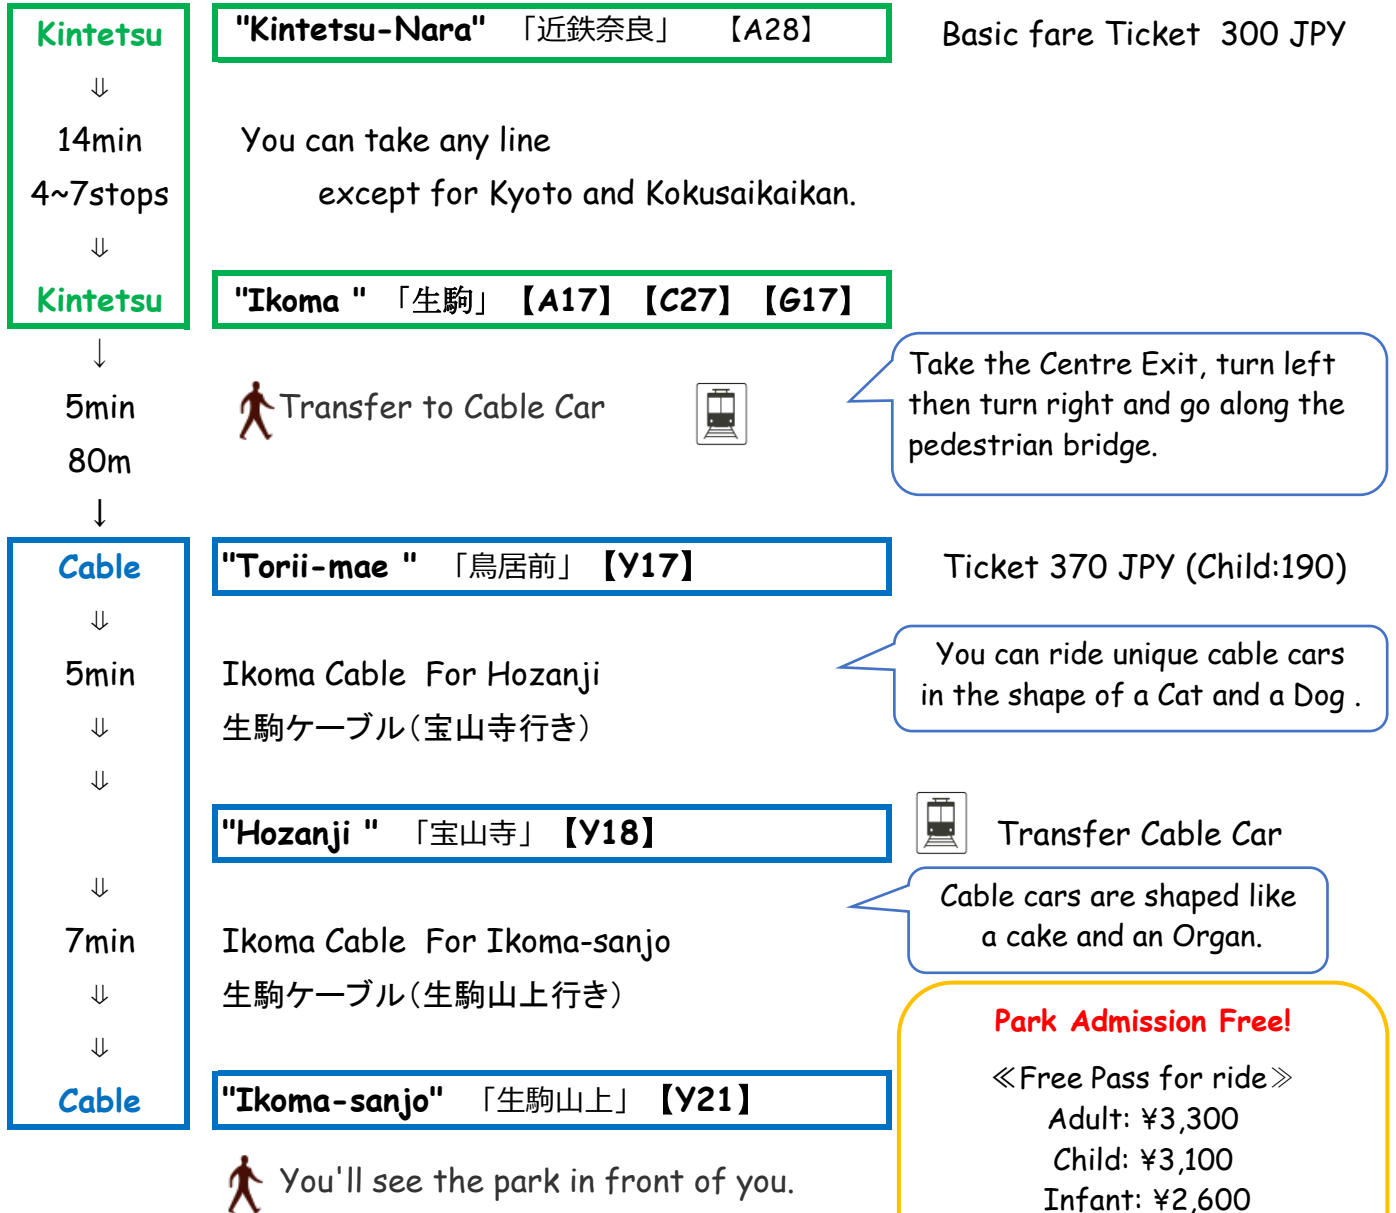 Kintetsu "Kintetsu-Nara" 「近鉄奈良」 【A28】 Basic fare Ticket 300 JPY
⇓
14min You can take any line
4~7stops except for Kyoto and Kokusaikaikan.
⇓
Kintetsu "Ikoma " 「生駒」 【A17】 【C27】 【G17】
↓
5min Transfer to Cable Car
80m
↓
Take the Centre Exit, turn left
then turn right and go along the
pedestrian bridge.
Cable "Torii-mae " 「鳥居前」 【Y17】 Ticket 370 JPY (Child:190)
⇓
5min Ikoma Cable For Hozanji
⇓ 生駒ケーブル（宝山寺行き）
⇓
You can ride unique cable cars
in the shape of a Cat and a Dog .
"Hozanji " 「宝山寺」 【Y18】 Transfer Cable Car
⇓
7min Ikoma Cable For Ikoma-sanjo
⇓ 生駒ケーブル（生駒山上行き）
⇓
Cable cars are shaped like
a cake and an Organ.
Cable "Ikoma-sanjo" 「生駒山上」 【Y21】
You'll see the park in front of you.
Park Admission Free!
≪Free Pass for ride≫
Adult: ¥3,300
Child: ¥3,100
Infant: ¥2,600